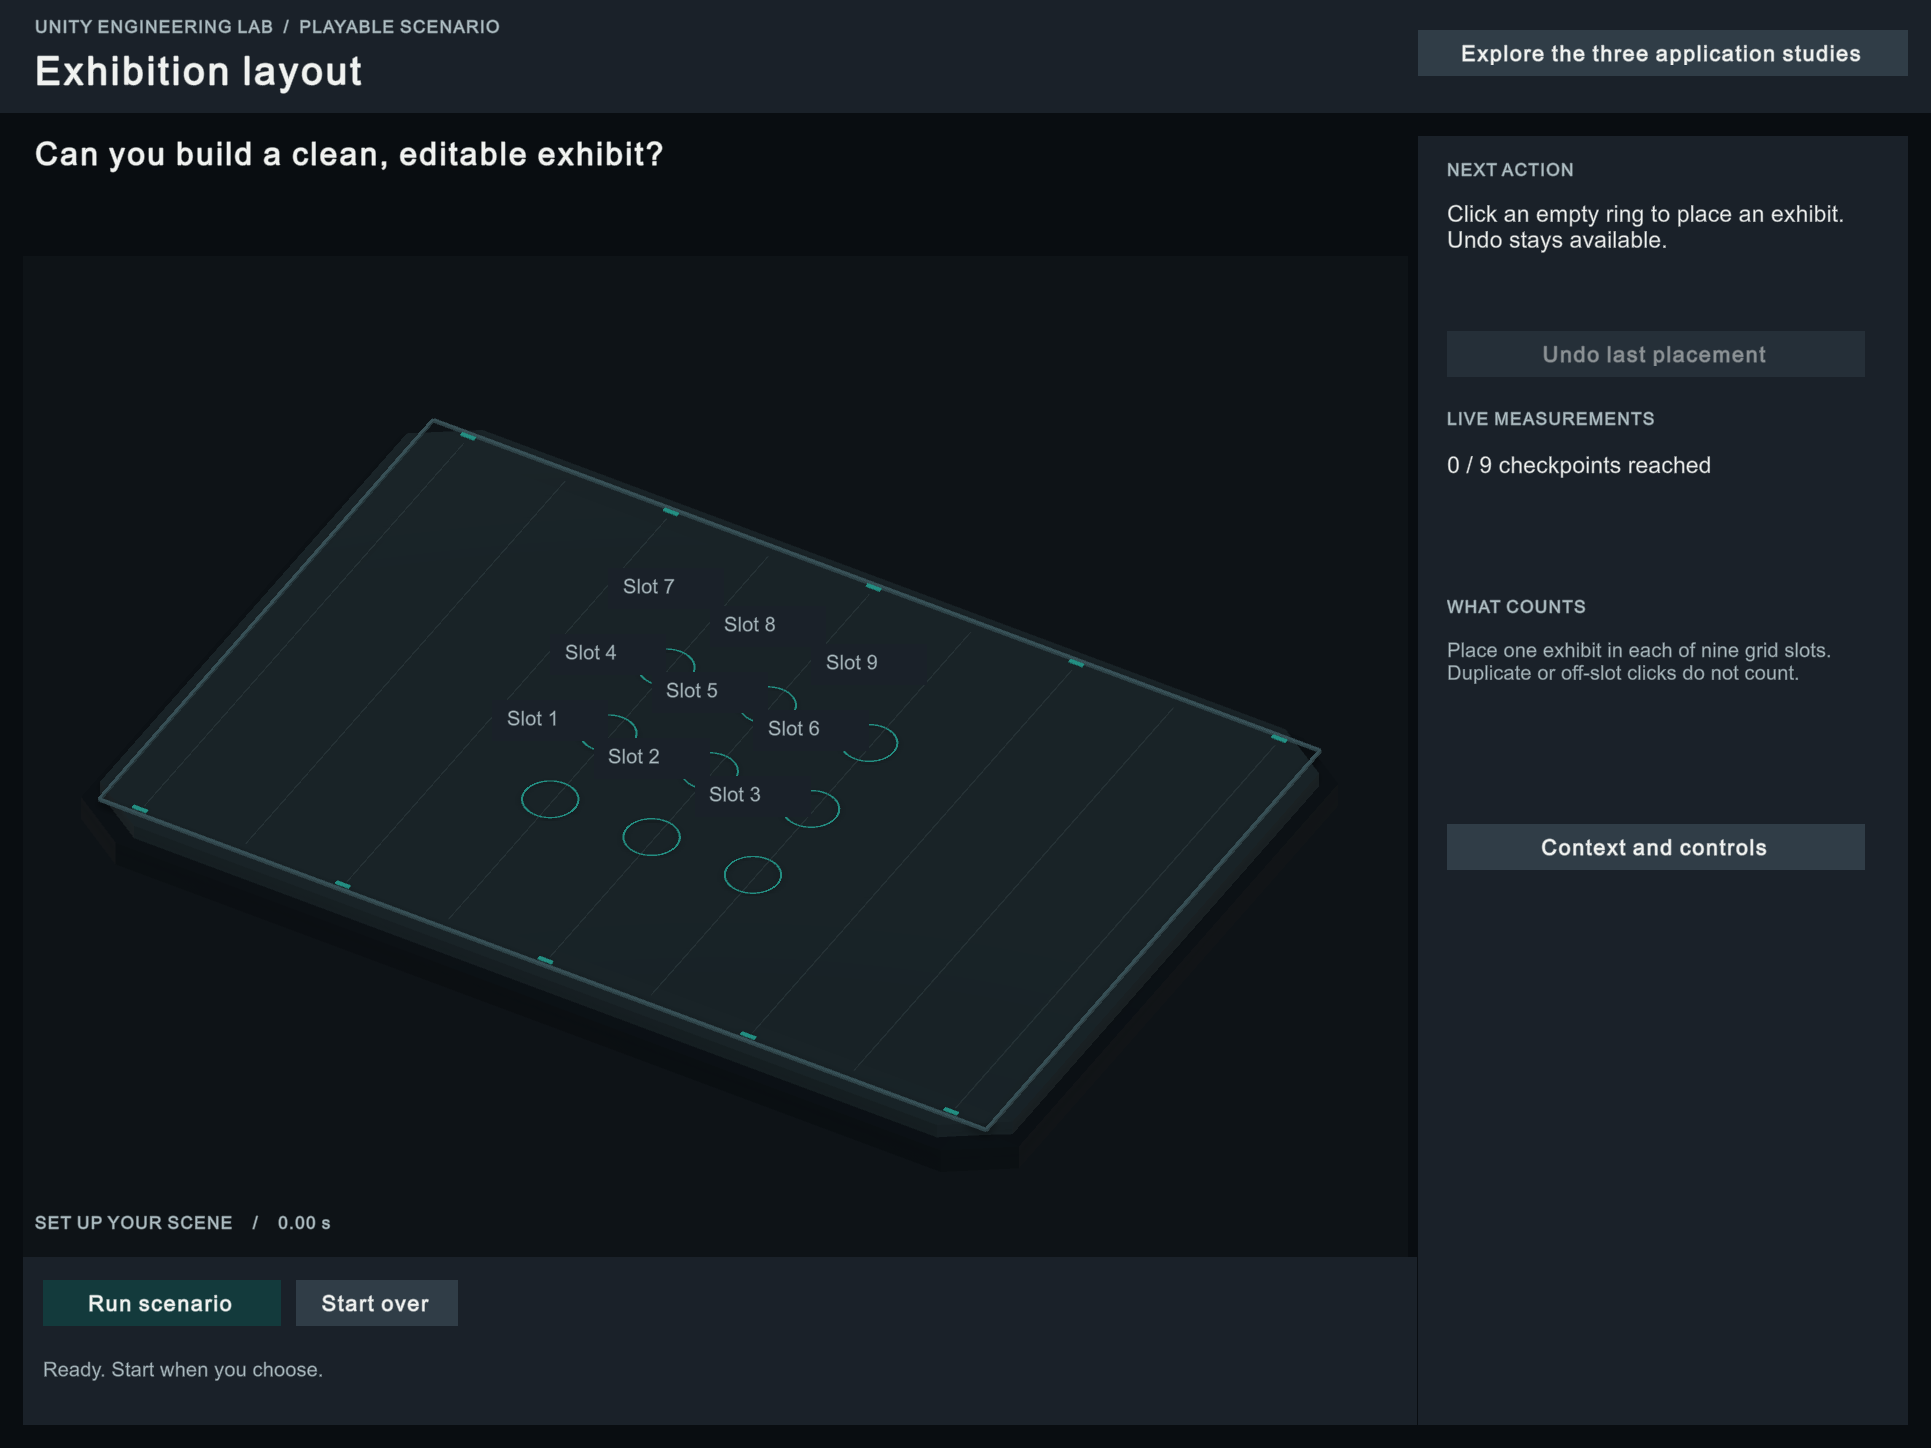 UNITY ENGINEERING LAB / PLAYABLE SCENARIO
Exhibition layout
Explore the three application studies
Can you build a clean, editable exhibit?
NEXT ACTION
Click an empty ring to place an exhibit.
Undo stays available.
Undo last placement
LIVE MEASUREMENTS
0 / 9 checkpoints reached
WHAT COUNTS
Place one exhibit in each of nine grid slots.
Duplicate or off-slot clicks do not count.
Context and controls
Slot 7
Slot 8
Slot 4
Slot 9
Slot 5
Slot 1
Slot 6
Slot 2
Slot 3
SET UP YOUR SCENE / 0.00 s
Run scenario
Start over
Ready. Start when you choose.